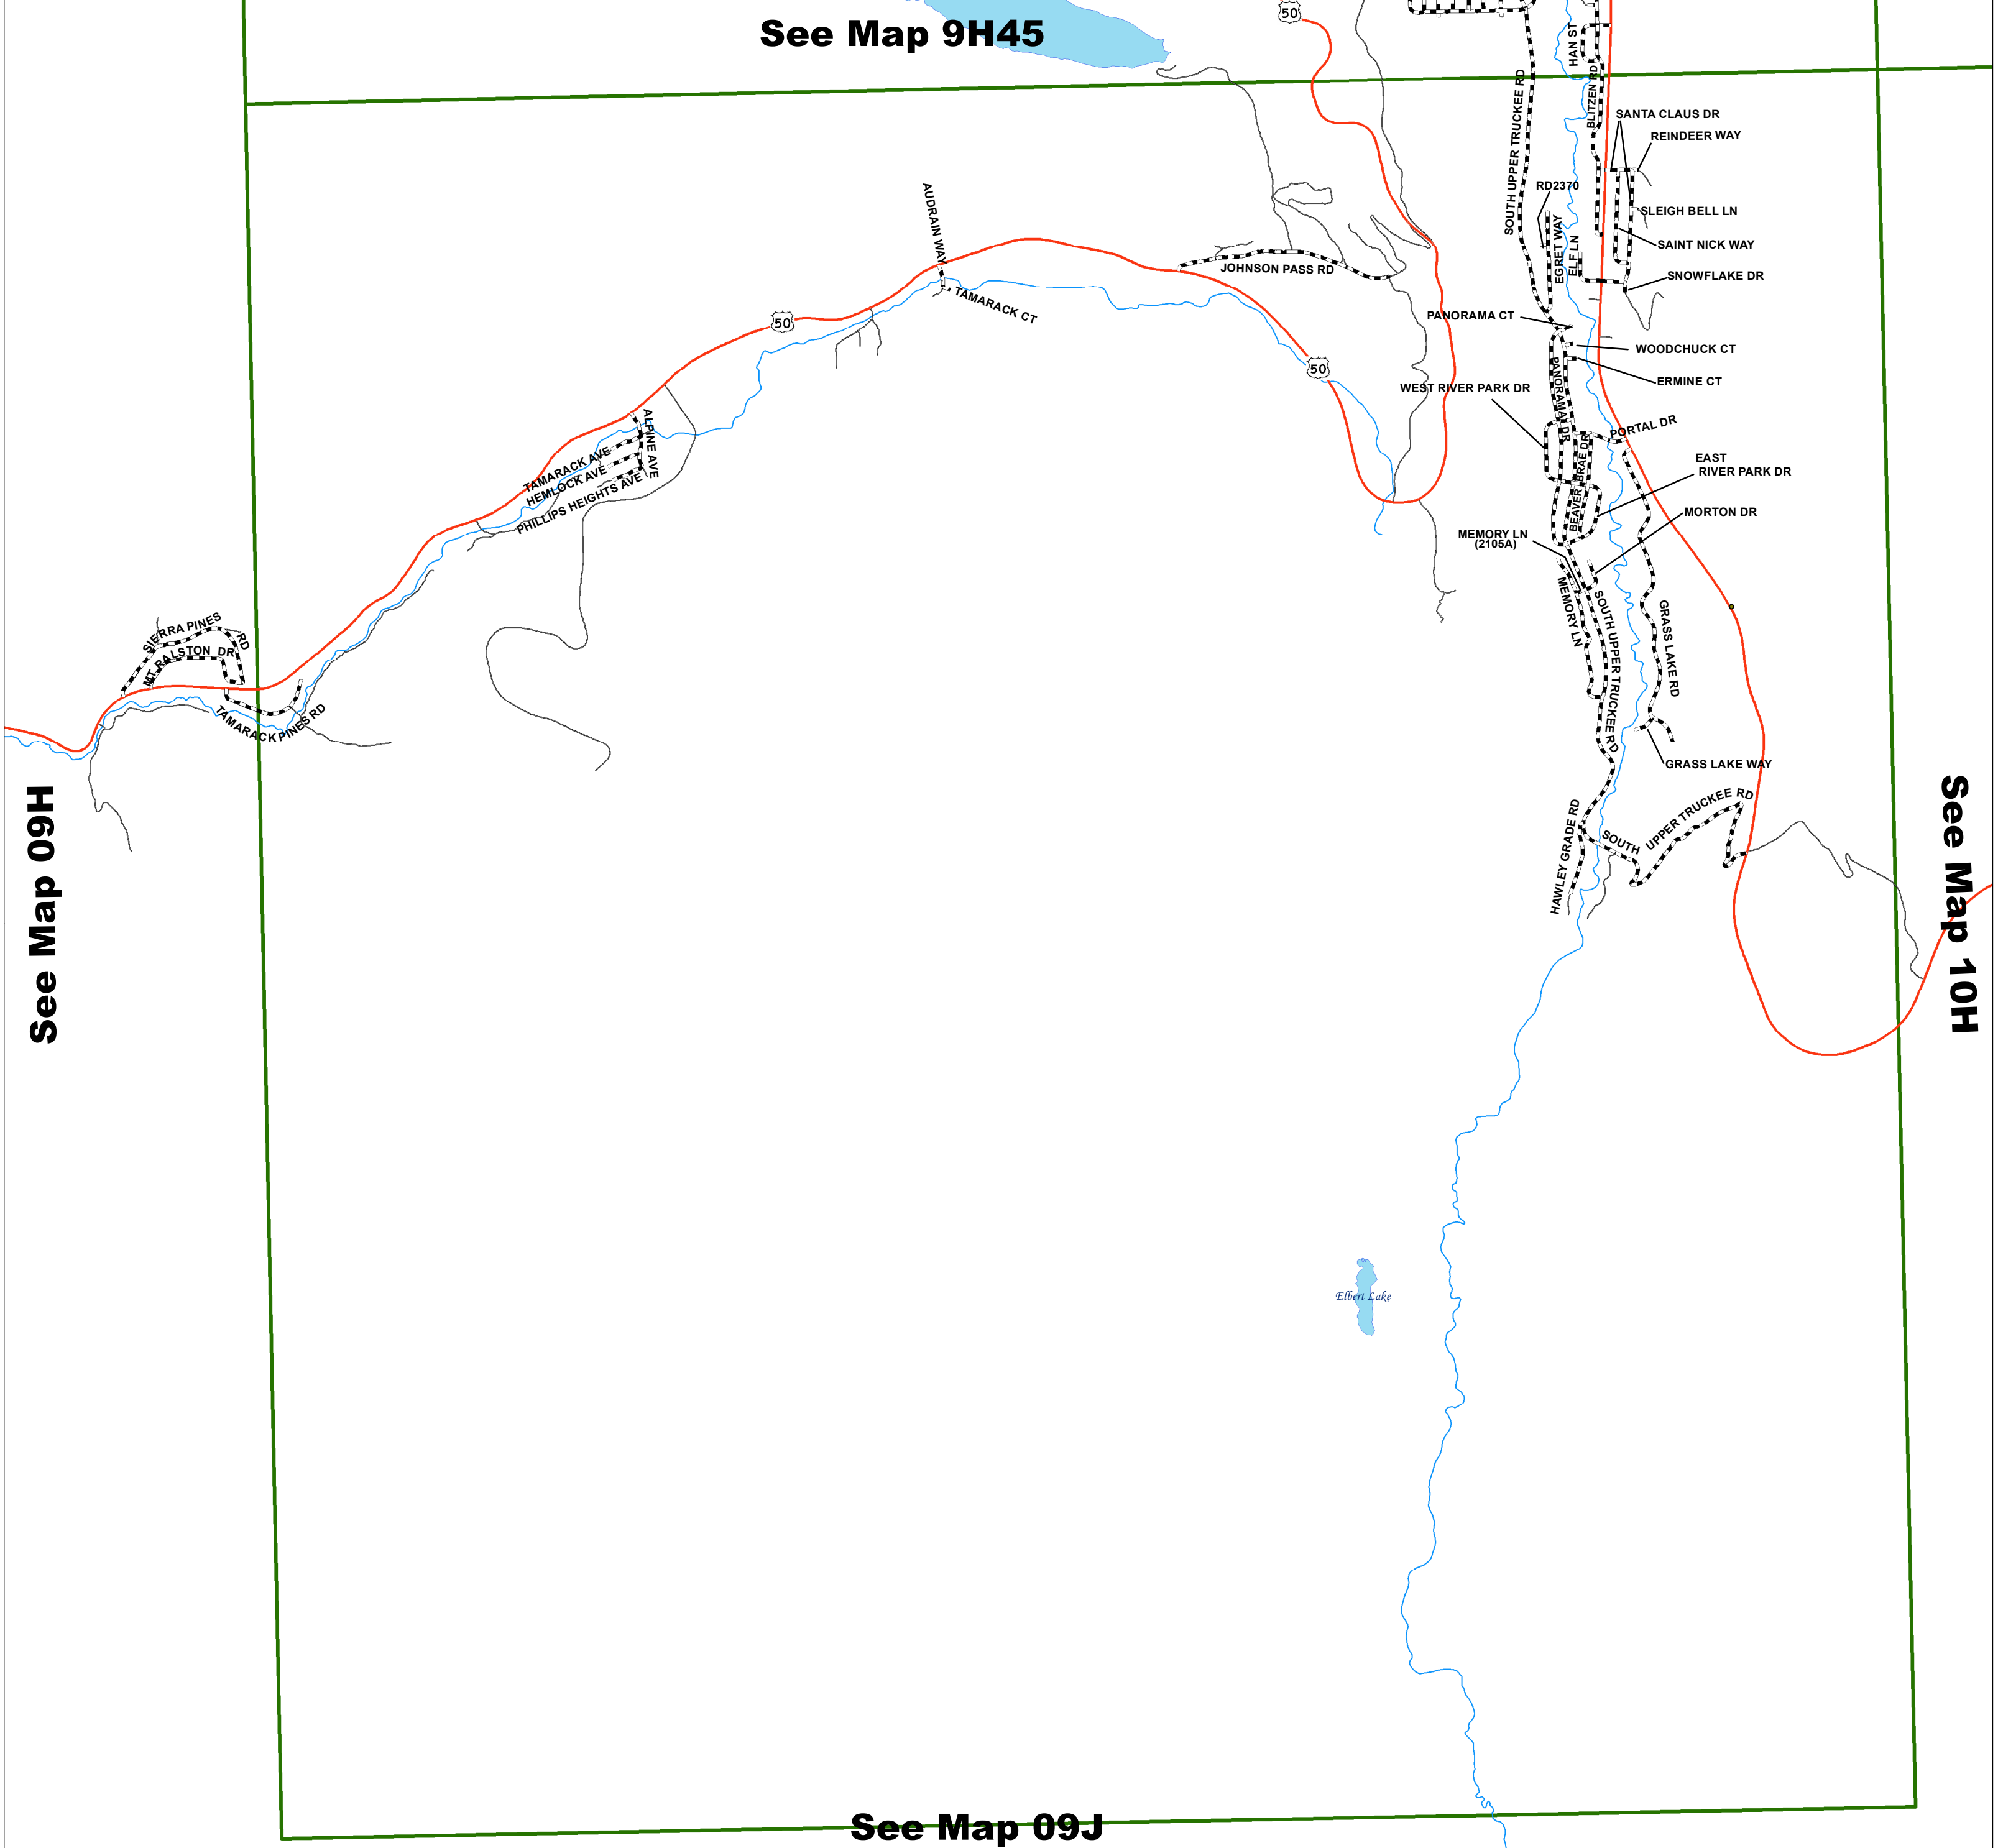 See Map 9H45
50
HAN ST
BLITZEN RD
SOUTH UPPER TRUCKEE RD
SANTA CLAUS DR
REINDEER WAY
RD2370
SLEIGH BELL LN
EGRET WAY
ELF LN
SAINT NICK WAY
SNOWFLAKE DR
AUDRAIN WAY
JOHNSON PASS RD
TAMARACK CT
50
PANORAMA CT
WOODCHUCK CT
50
ERMINE CT
WEST RIVER PARK DR
PANORAMA DR
PORTAL DR
ALPINE AVE
TAMARACK AVE
HEMLOCK AVE
PHILLIPS HEIGHTS AVE
BEAVER BRAE DR
EAST
RIVER PARK DR
MORTON DR
MEMORY LN
(2105A)
MEMORY LN
SOUTH UPPER TRUCKEE RD
GRASS LAKE RD
SIERRA PINES RD
MT RALSTON DR
TAMARACK PINES RD
GRASS LAKE WAY
HAWLEY GRADE RD
SOUTH UPPER TRUCKEE RD
See Map 09H
See Map 10H
Elbert Lake
See Map 09J